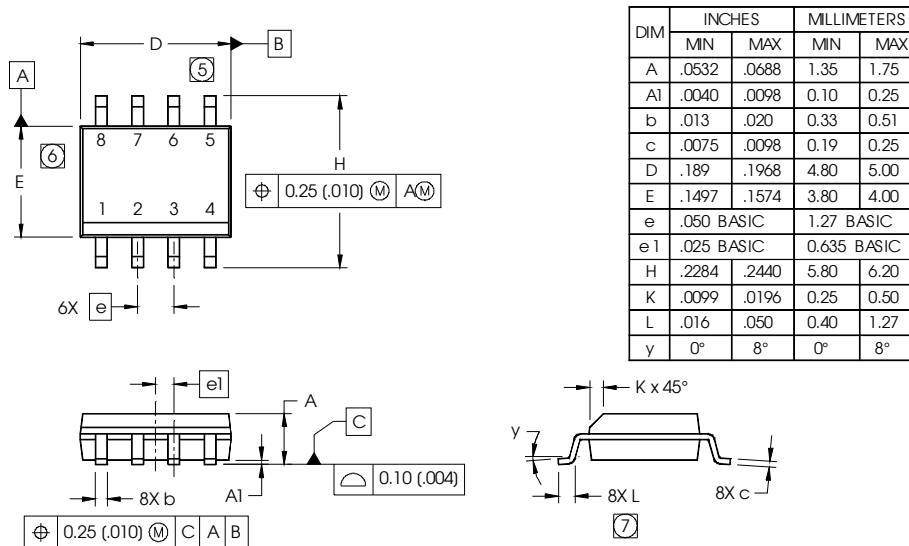 D
B
5
A
8 7 6 5
6
E
H
⌖ 0.25 (.010) Ⓜ AⓂ
1 2 3 4
6X e
DIM INCHES MILLIMETERS
MIN MAX MIN MAX
A .0532 .0688 1.35 1.75
A1 .0040 .0098 0.10 0.25
b .013 .020 0.33 0.51
c .0075 .0098 0.19 0.25
D .189 .1968 4.80 5.00
E .1497 .1574 3.80 4.00
e .050 BASIC 1.27 BASIC
e1 .025 BASIC 0.635 BASIC
H .2284 .2440 5.80 6.20
K .0099 .0196 0.25 0.50
L .016 .050 0.40 1.27
y 0° 8° 0° 8°
e1
A
C
⌓ 0.10 (.004)
8X b
A1
⌖ 0.25 (.010) Ⓜ C A B
K x 45°
y
8X L
8X c
7